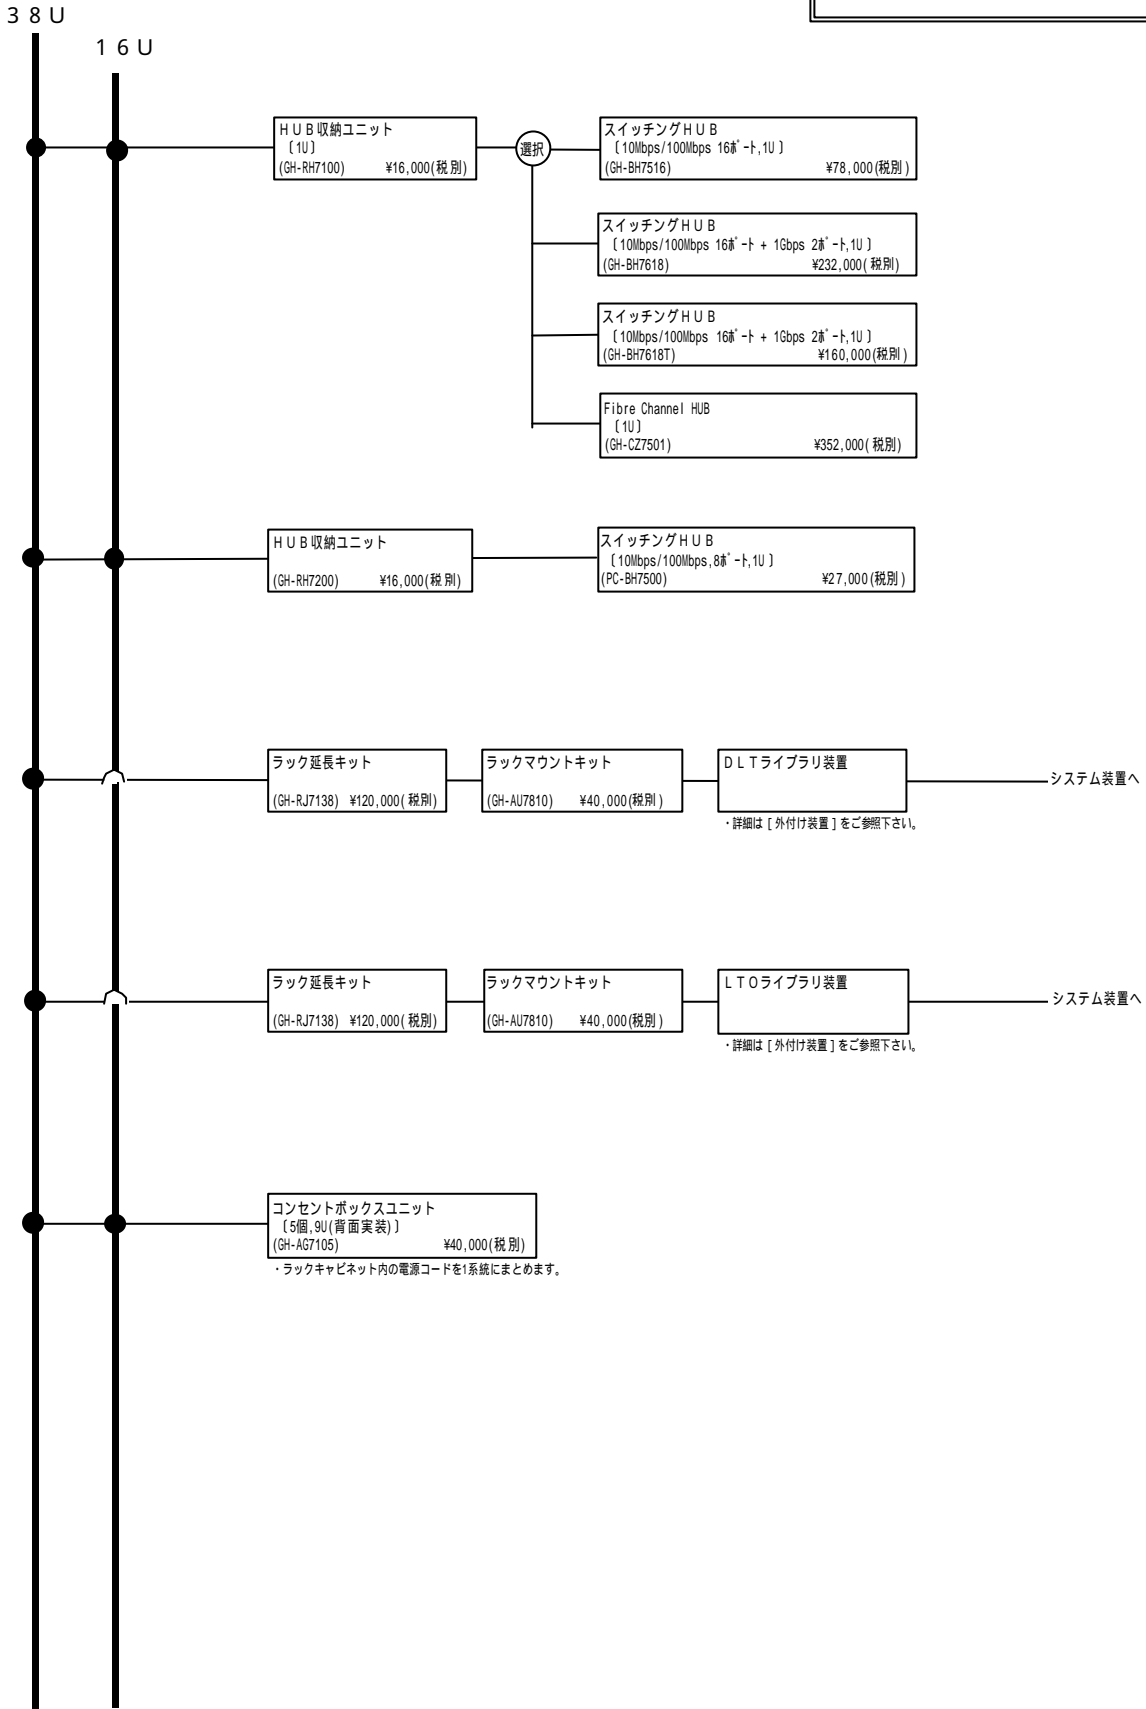 ３８Ｕ
１６Ｕ
ＨＵＢ収納ユニット
〔1U〕
(GH-RH7100) ¥16,000(税別)
選択
スイッチングＨＵＢ
〔10Mbps/100Mbps 16ﾎﾟｰﾄ,1U〕
(GH-BH7516) ¥78,000(税別)
スイッチングＨＵＢ
〔10Mbps/100Mbps 16ﾎﾟｰﾄ + 1Gbps 2ﾎﾟｰﾄ,1U〕
(GH-BH7618) ¥232,000(税別)
スイッチングＨＵＢ
〔10Mbps/100Mbps 16ﾎﾟｰﾄ + 1Gbps 2ﾎﾟｰﾄ,1U〕
(GH-BH7618T) ¥160,000(税別)
Fibre Channel HUB
〔1U〕
(GH-CZ7501) ¥352,000(税別)
ＨＵＢ収納ユニット
(GH-RH7200) ¥16,000(税別)
スイッチングＨＵＢ
〔10Mbps/100Mbps,8ﾎﾟｰﾄ,1U〕
(PC-BH7500) ¥27,000(税別)
ラック延長キット
(GH-RJ7138) ¥120,000(税別)
ラックマウントキット
(GH-AU7810) ¥40,000(税別)
ＤＬＴライブラリ装置
システム装置へ
・詳細は［外付け装置］をご参照下さい。
ラック延長キット
(GH-RJ7138) ¥120,000(税別)
ラックマウントキット
(GH-AU7810) ¥40,000(税別)
ＬＴＯライブラリ装置
システム装置へ
・詳細は［外付け装置］をご参照下さい。
コンセントボックスユニット
〔5個,9U(背面実装)〕
(GH-AG7105) ¥40,000(税別)
・ラックキャビネット内の電源コードを1系統にまとめます。